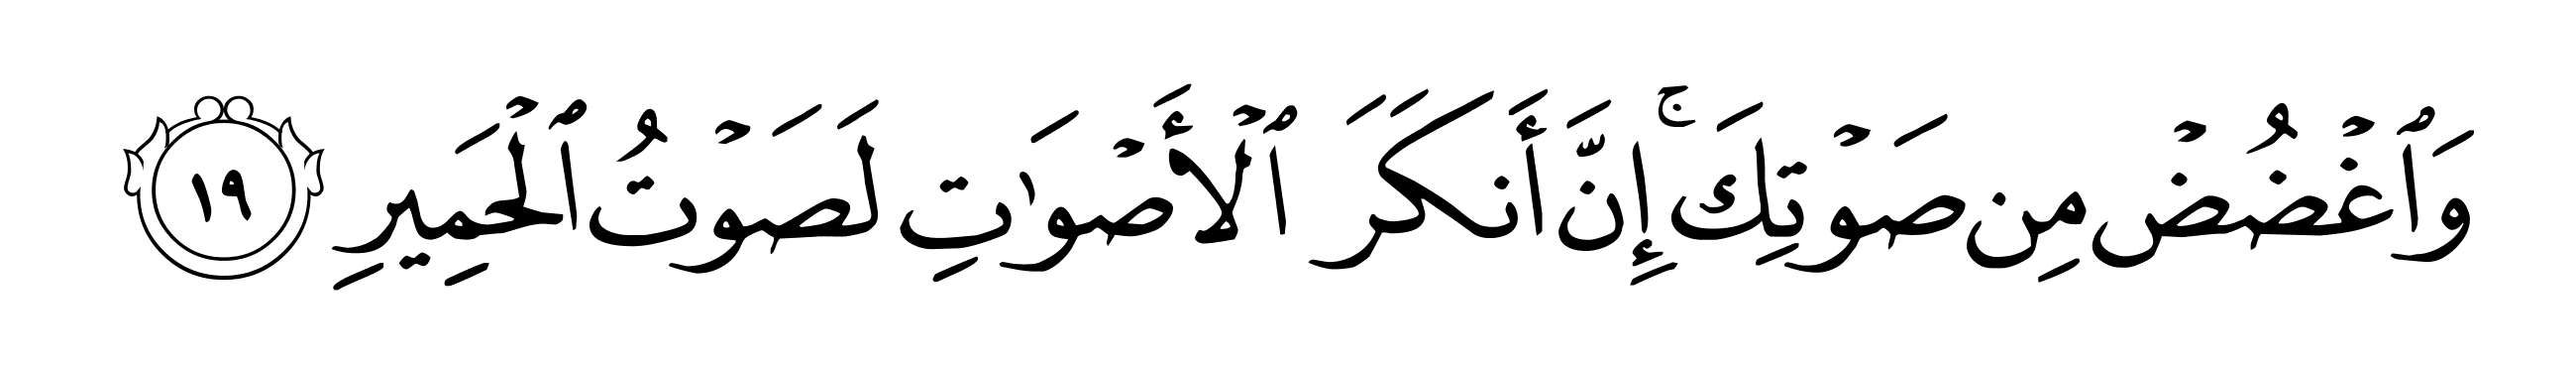 وَٱغْضُضْ مِن صَوْتِكَ ۚ إِنَّ أَنكَرَ ٱلْأَصْوَٰتِ لَصَوْتُ ٱلْحَمِيرِ ١٩